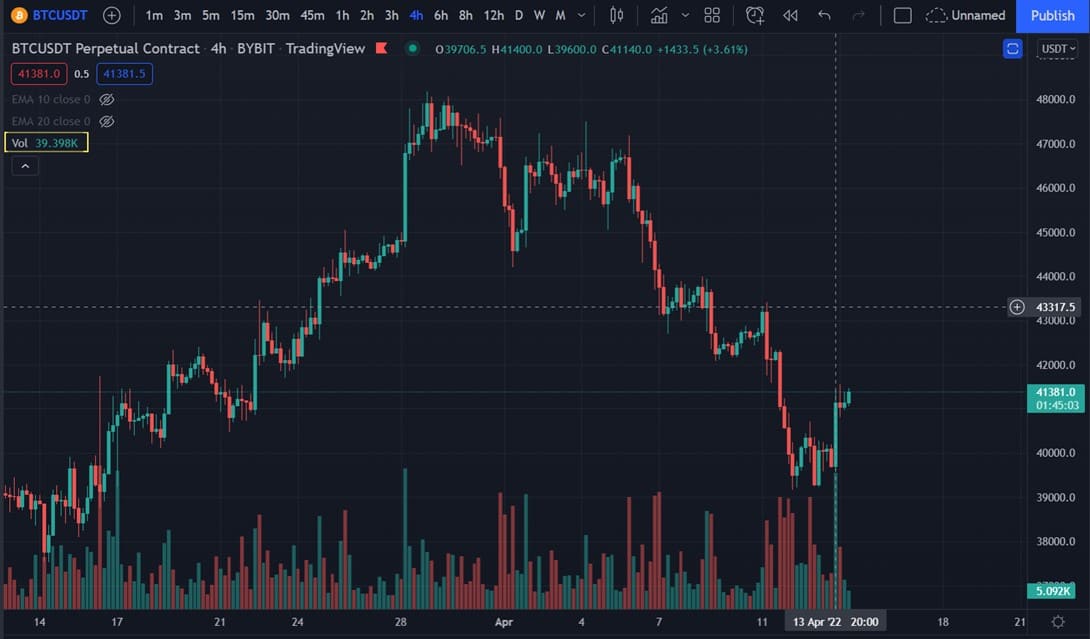 BTCUSDT 1m 3m 5m 15m 30m 45m 1h 2h 3h 4h 6h 8h 12h D W M Unnamed Publish
BTCUSDT Perpetual Contract · 4h · BYBIT · TradingView O39706.5 H41400.0 L39600.0 C41140.0 +1433.5 (+3.61%) USDT
41381.0 0.5 41381.5
EMA 10 close 0
EMA 20 close 0
Vol 39.398K
48000.0
47000.0
46000.0
45000.0
44000.0
43317.5
43000.0
42000.0
41381.0
01:45:03
40000.0
39000.0
38000.0
5.092K
14 17 21 24 28 Apr 4 7 11 13 Apr '22 20:00 18 21